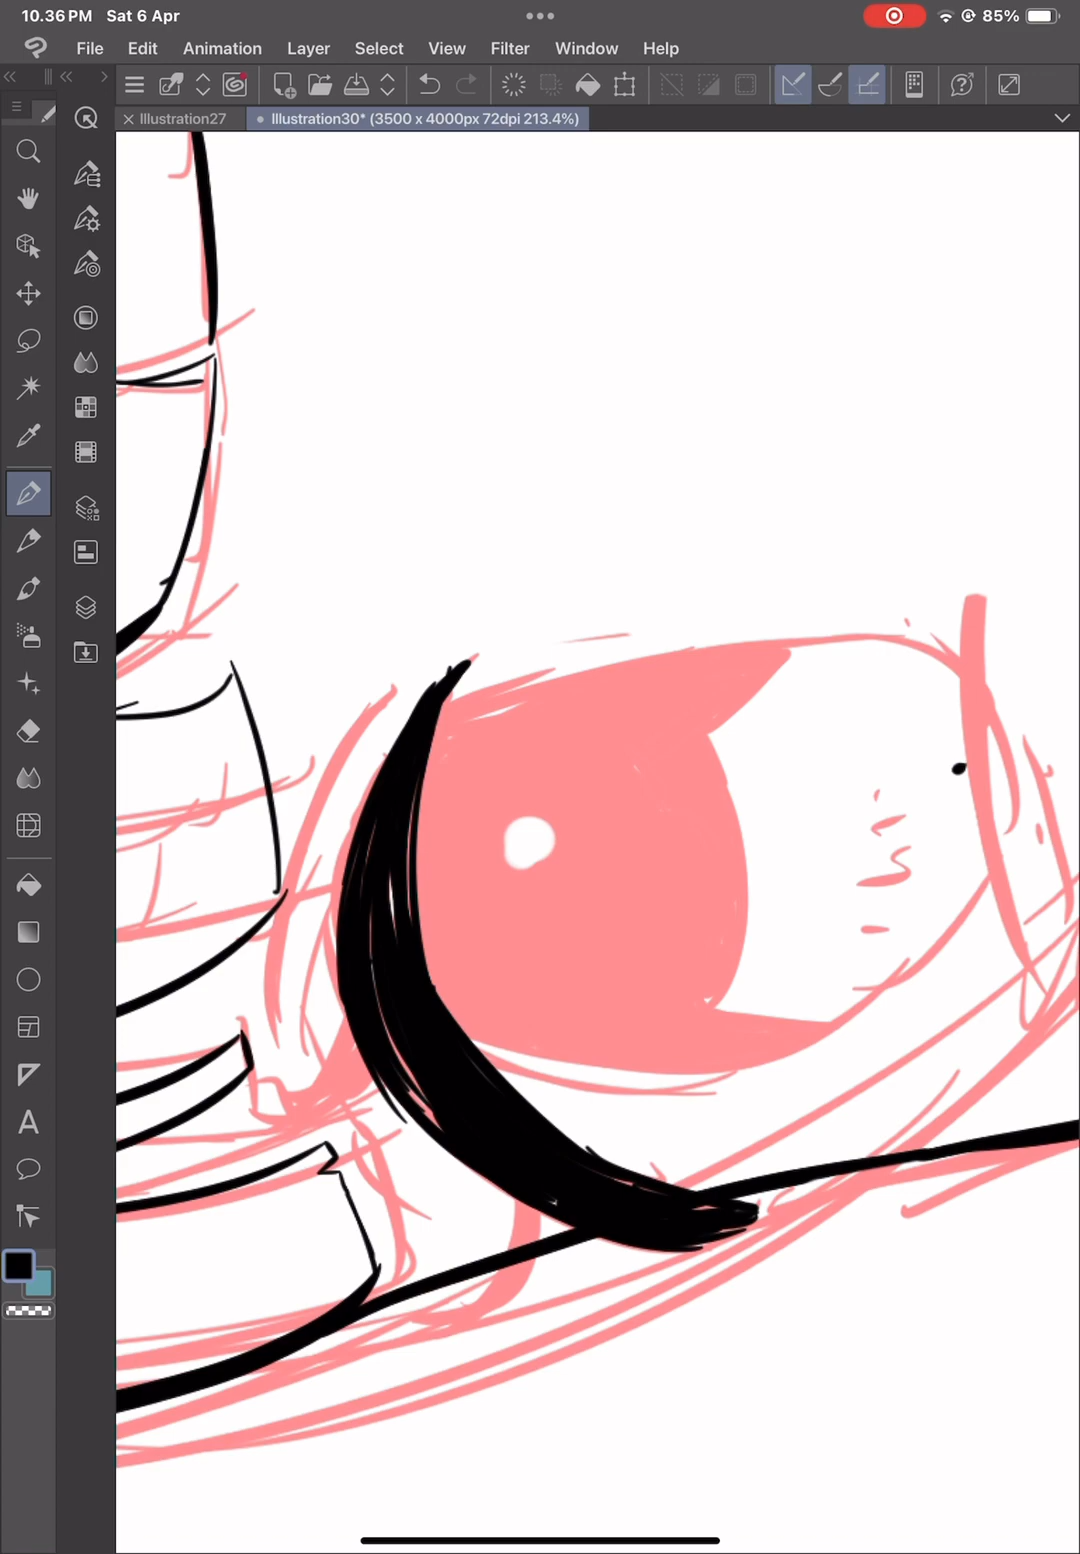 10.36 PM Sat 6 Apr
85%
File Edit Animation Layer Select View Filter Window Help
Illustration27
Illustration30* (3500 x 4000px 72dpi 213.4%)